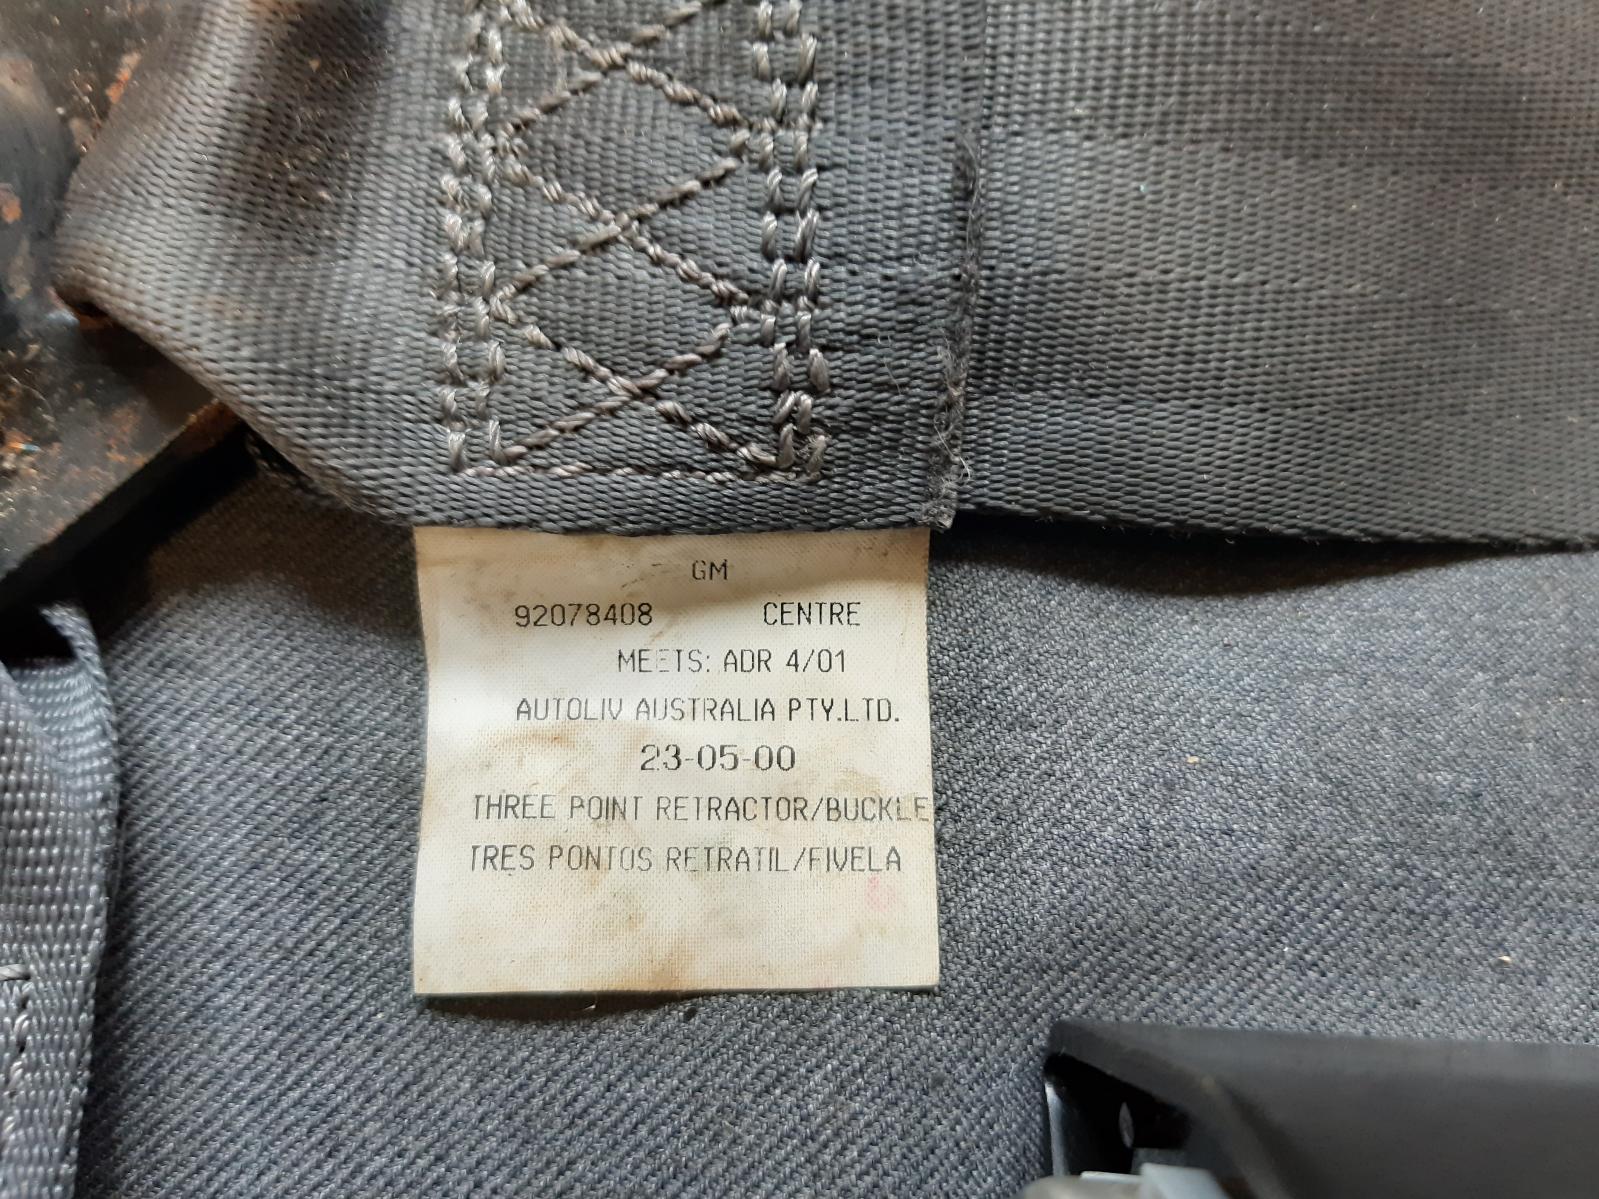 GM
92078408 CENTRE
MEETS: ADR 4/01
AUTOLIV AUSTRALIA PTY.LTD.
23-05-00
THREE POINT RETRACTOR/BUCKLE
TRES PONTOS RETRATIL/FIVELA